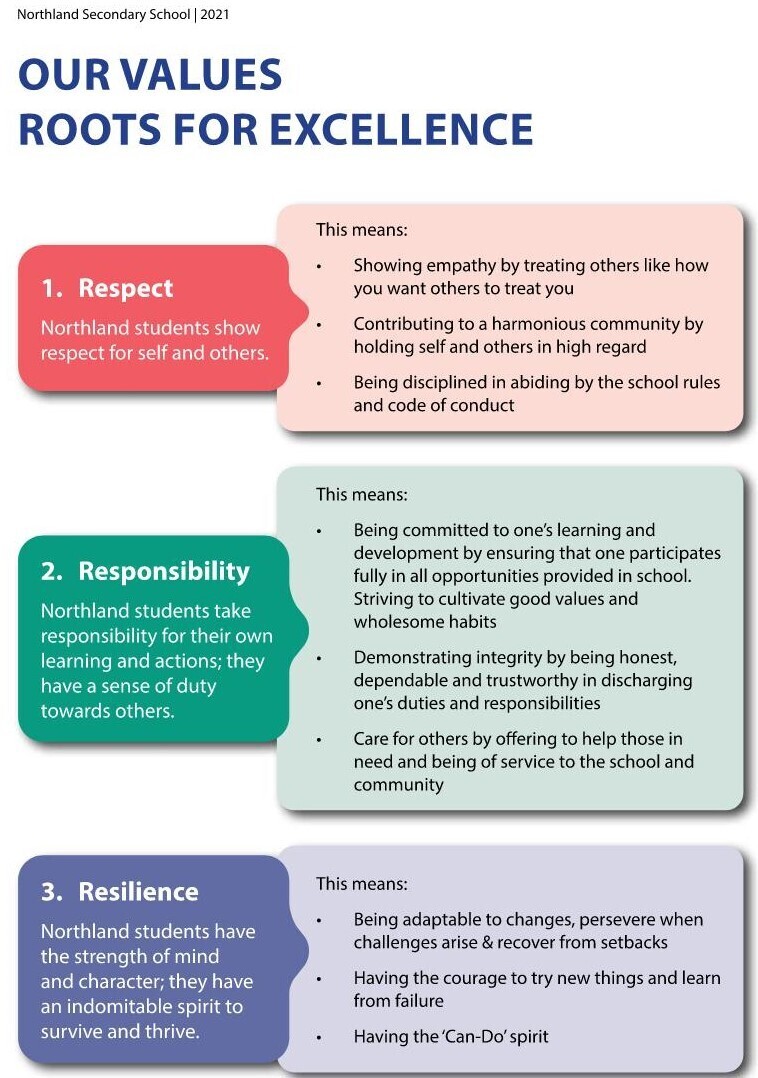 Northland Secondary School | 2021
OUR VALUES
ROOTS FOR EXCELLENCE
1. Respect
Northland students show
respect for self and others.
This means:
• Showing empathy by treating others like how
you want others to treat you
• Contributing to a harmonious community by
holding self and others in high regard
• Being disciplined in abiding by the school rules
and code of conduct
2. Responsibility
Northland students take
responsibility for their own
learning and actions; they
have a sense of duty
towards others.
This means:
• Being committed to one’s learning and
development by ensuring that one participates
fully in all opportunities provided in school.
Striving to cultivate good values and
wholesome habits
• Demonstrating integrity by being honest,
dependable and trustworthy in discharging
one’s duties and responsibilities
• Care for others by offering to help those in
need and being of service to the school and
community
3. Resilience
Northland students have
the strength of mind
and character; they have
an indomitable spirit to
survive and thrive.
This means:
• Being adaptable to changes, persevere when
challenges arise & recover from setbacks
• Having the courage to try new things and learn
from failure
• Having the ‘Can-Do’ spirit